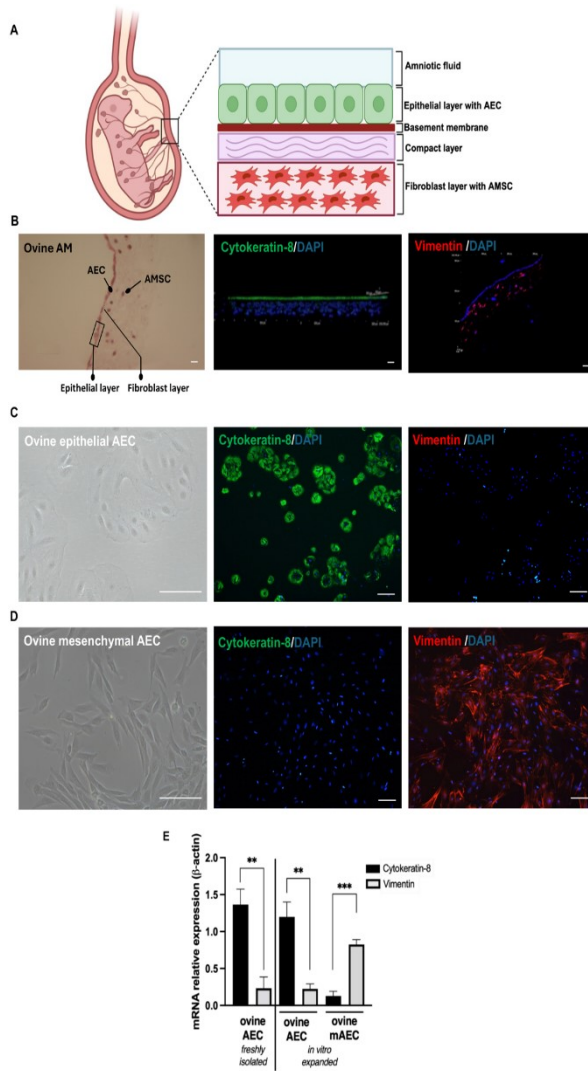 A
Amniotic fluid
Epithelial layer with AEC
Basement membrane
Compact layer
Fibroblast layer with AMSC
B
Ovine AM
AEC
AMSC
Epithelial layer
Fibroblast layer
Cytokeratin-8/DAPI
Vimentin /DAPI
C
Ovine epithelial AEC
Cytokeratin-8/DAPI
Vimentin /DAPI
D
Ovine mesenchymal AEC
Cytokeratin-8/DAPI
Vimentin /DAPI
E
mRNA relative expression (β-actin)
2.0
1.5
1.0
0.5
0.0
**
**
***
Cytokeratin-8
Vimentin
ovine
AEC
freshly
isolated
ovine
AEC
ovine
mAEC
in vitro
expanded